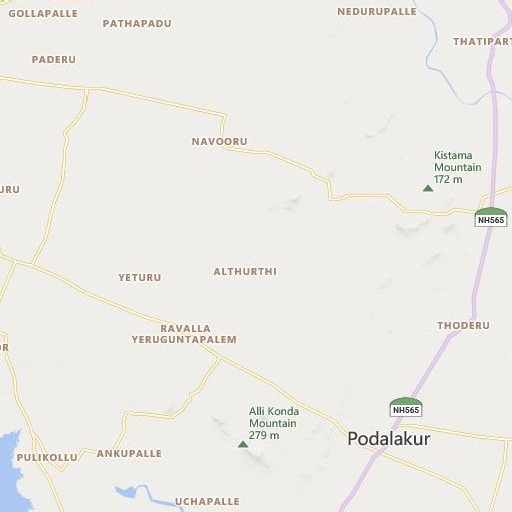 GOLLAPALLE
PATHAPADU
NEDURUPALLE
THATIPART
PADERU
NAVOORU
Kistama
Mountain
172 m
URU
NH565
YETURU
ALTHURTHI
RAVALLA
YERUGUNTAPALEM
THODERU
OR
NH565
Alli Konda
Mountain
279 m
Podalakur
PULIKOLLU
ANKUPALLE
UCHAPALLE